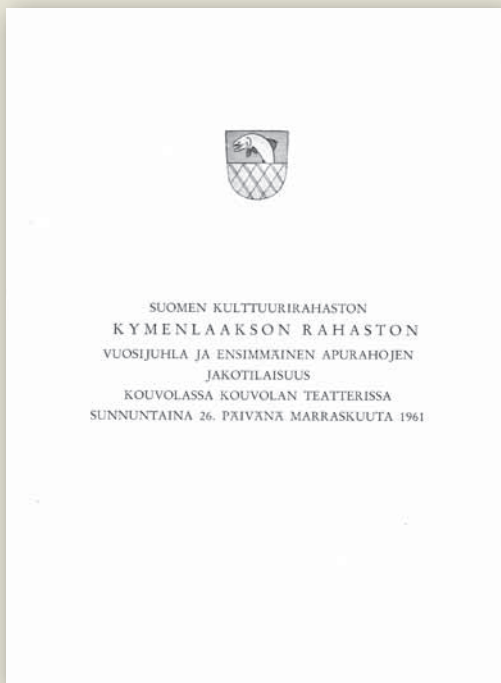 SUOMEN KULTTUURIRAHASTON
KYMENLAAKSON RAHASTON
VUOSIJUHLA JA ENSIMMÄINEN APURAHOJEN
JAKOTILAISUUS
KOUVOLASSA KOUVOLAN TEATTERISSA
SUNNUNTAINA 26. PÄIVÄNÄ MARRASKUUTA 1961